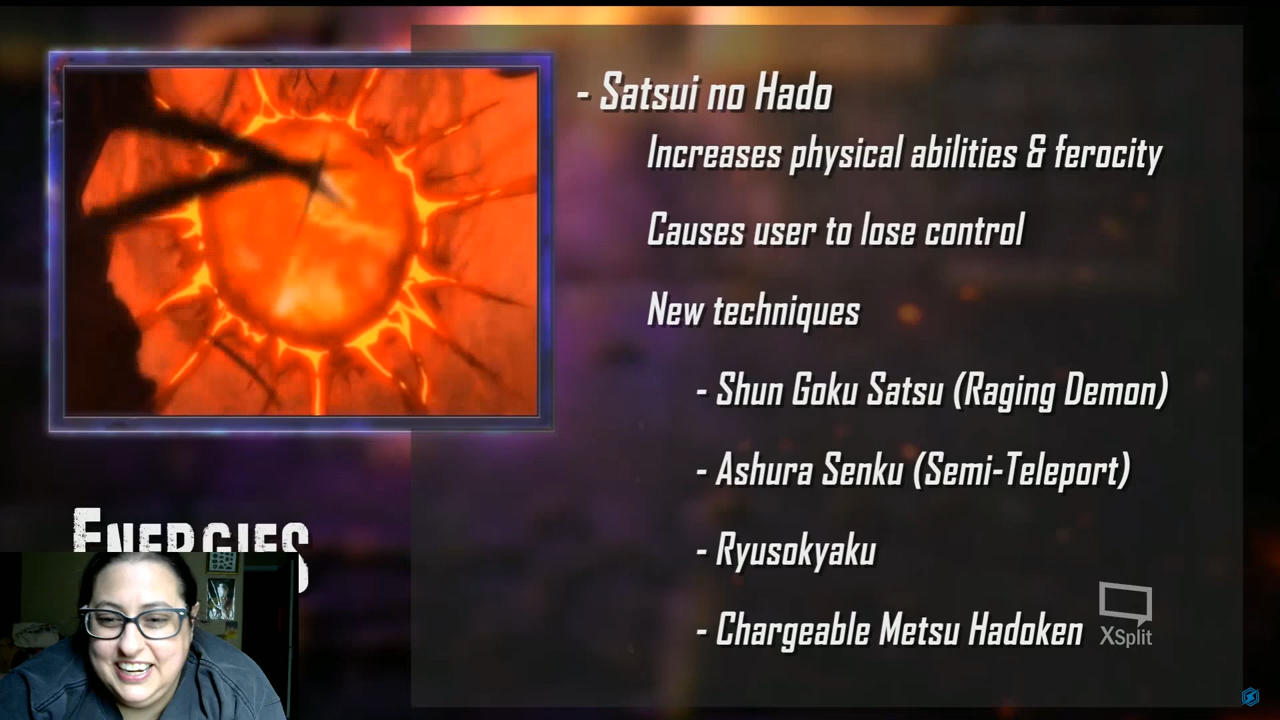 - Satsui no Hado
Increases physical abilities & ferocity
Causes user to lose control
New techniques
- Shun Goku Satsu (Raging Demon)
- Ashura Senku (Semi-Teleport)
- Ryusokyaku
- Chargeable Metsu Hadoken
Energies
XSplit